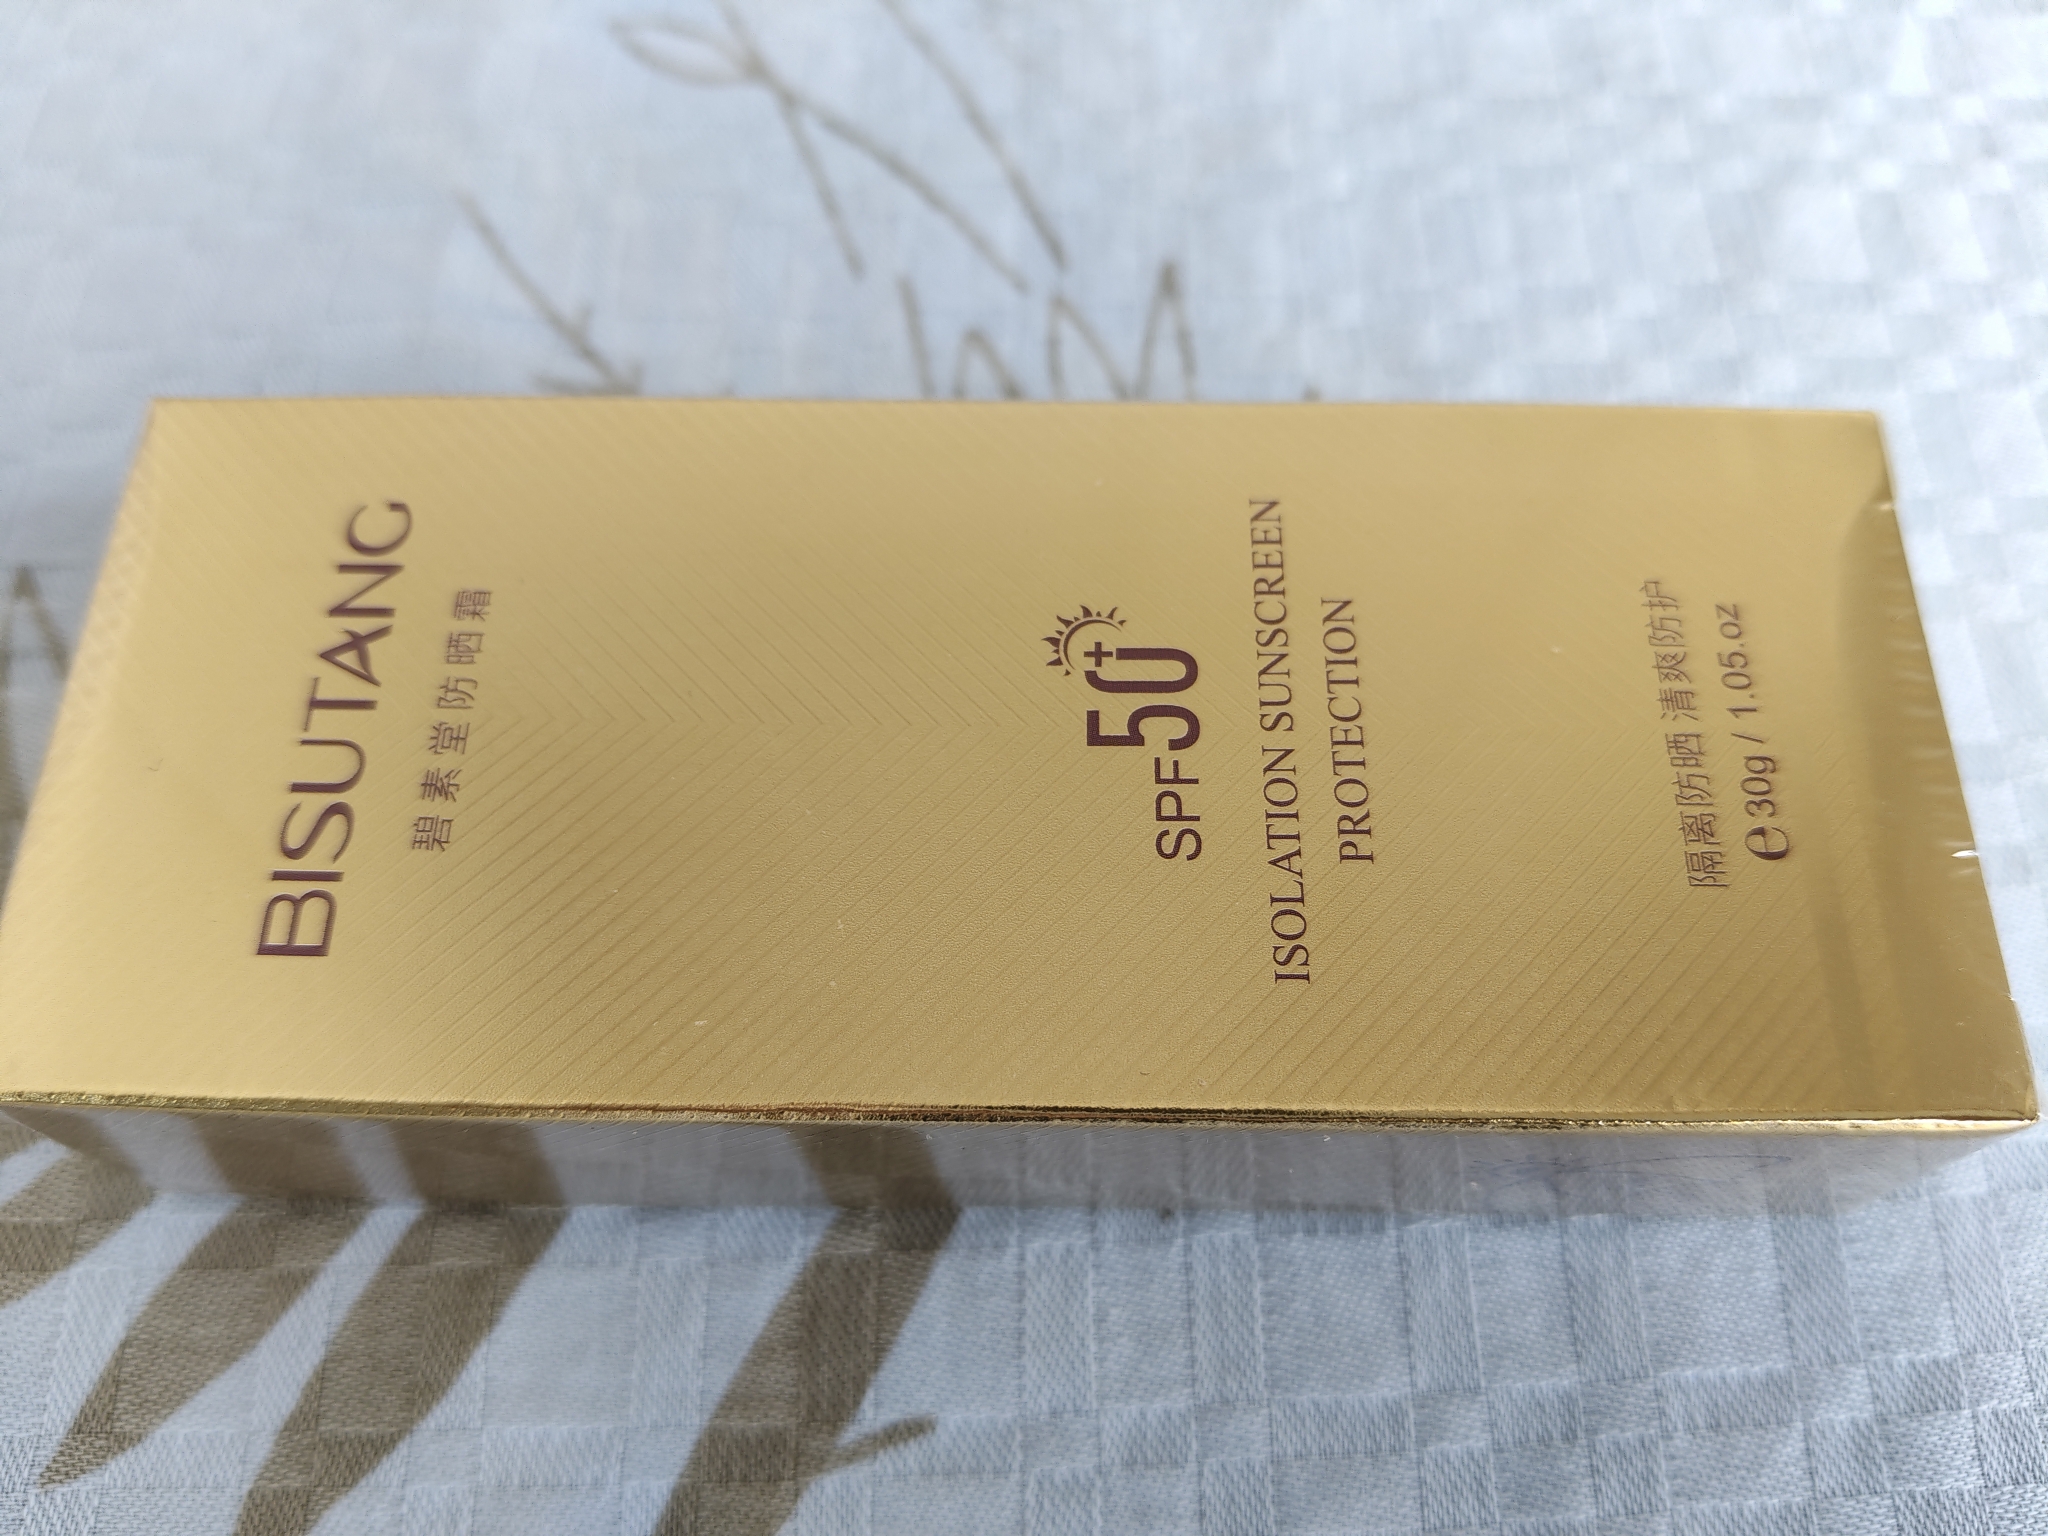 BISUTANG
碧素堂防晒霜
SPF50+
ISOLATION SUNSCREEN
PROTECTION
隔离防晒 清爽防护
e30g / 1.05.oz